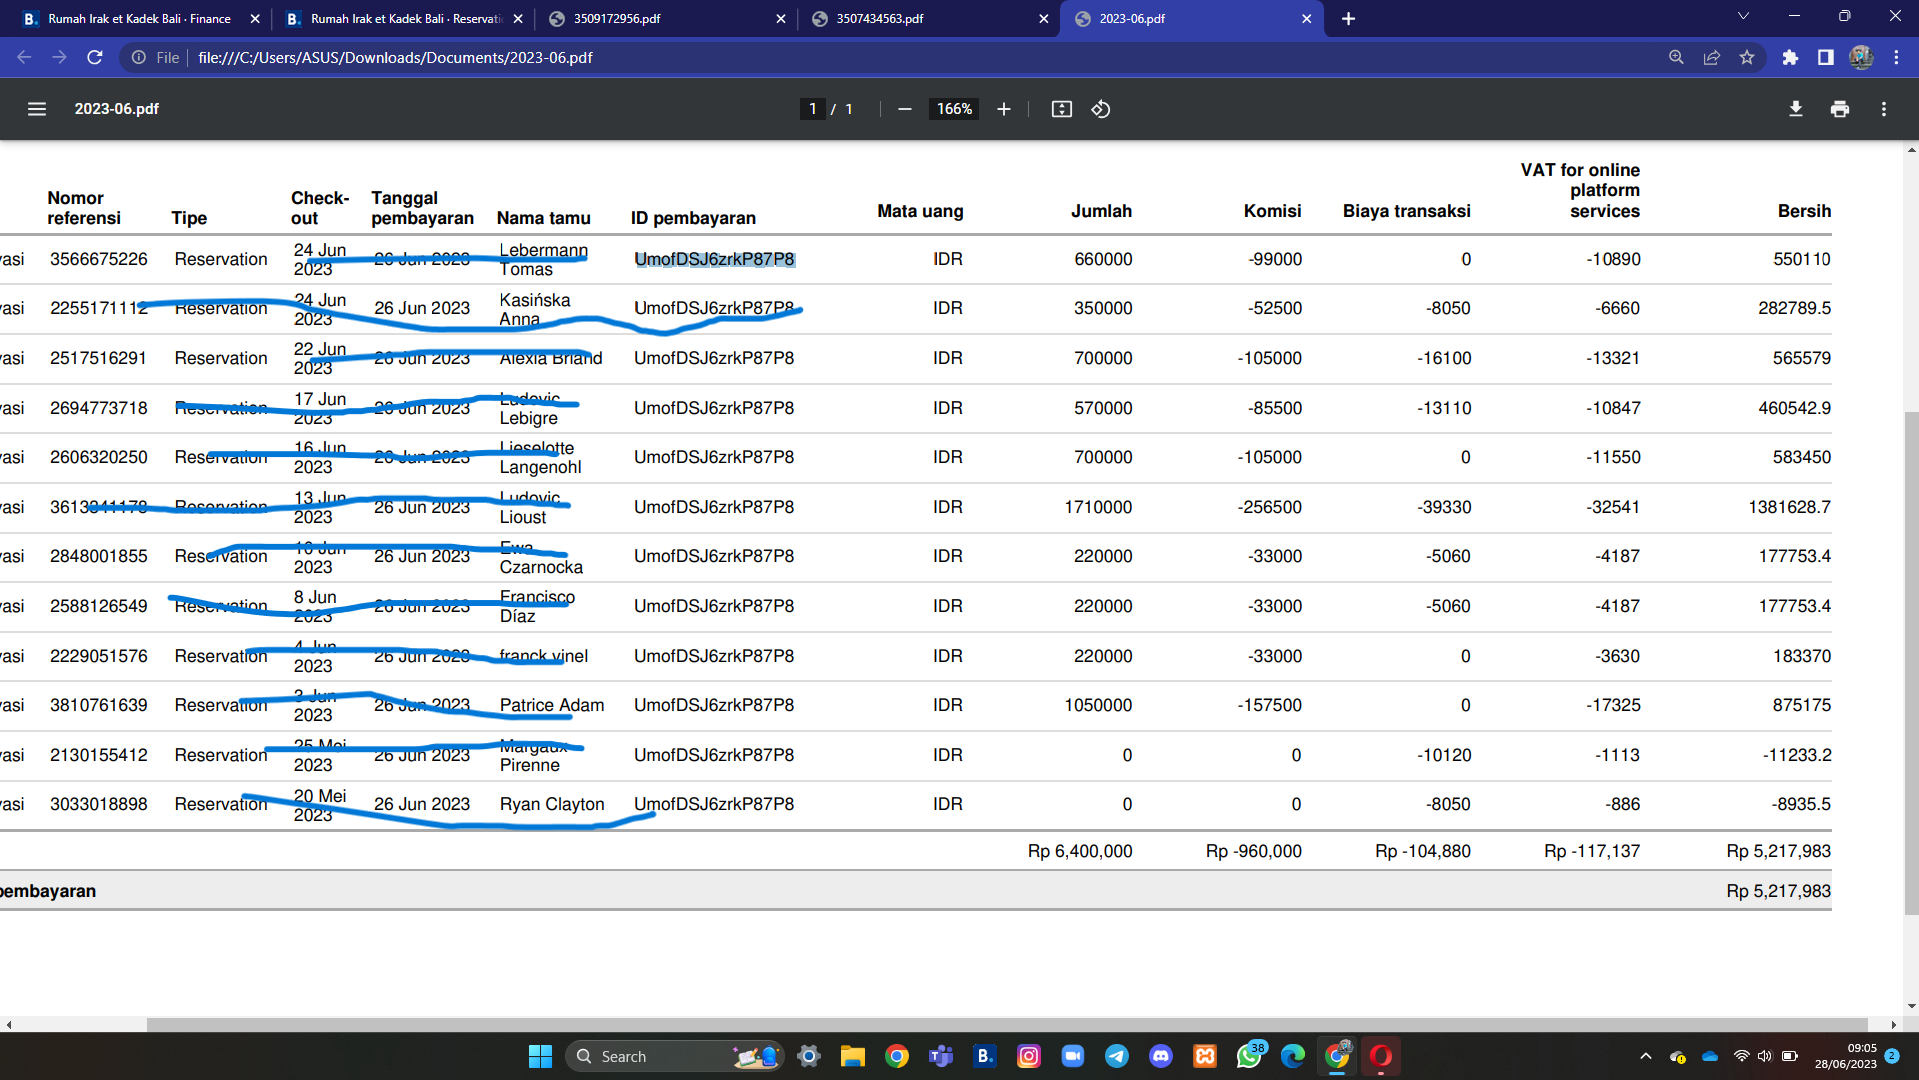 Rumah Irak et Kadek Bali · Finance
Rumah Irak et Kadek Bali · Reservati
3509172956.pdf
3507434563.pdf
2023-06.pdf
File
file:///C:/Users/ASUS/Downloads/Documents/2023-06.pdf
2023-06.pdf
1 / 1
166%
Nomor referensi Tipe Check-out Tanggal pembayaran Nama tamu ID pembayaran Mata uang Jumlah Komisi Biaya transaksi VAT for online platform services Bersih
vasi 3566675226 Reservation 24 Jun 2023 26 Jun 2023 Lebermann Tomas UmofDSJ6zrkP87P8 IDR 660000 -99000 0 -10890 550110
vasi 2255171112 Reservation 24 Jun 2023 26 Jun 2023 Kasińska Anna UmofDSJ6zrkP87P8 IDR 350000 -52500 -8050 -6660 282789.5
vasi 2517516291 Reservation 22 Jun 2023 26 Jun 2023 Alexia Briand UmofDSJ6zrkP87P8 IDR 700000 -105000 -16100 -13321 565579
vasi 2694773718 Reservation 17 Jun 2023 26 Jun 2023 Ludovic Lebigre UmofDSJ6zrkP87P8 IDR 570000 -85500 -13110 -10847 460542.9
vasi 2606320250 Reservation 16 Jun 2023 26 Jun 2023 Lieselotte Langenohl UmofDSJ6zrkP87P8 IDR 700000 -105000 0 -11550 583450
vasi 3613841178 Reservation 13 Jun 2023 26 Jun 2023 Ludovic Lioust UmofDSJ6zrkP87P8 IDR 1710000 -256500 -39330 -32541 1381628.7
vasi 2848001855 Reservation 10 Jun 2023 26 Jun 2023 Ewa Czarnocka UmofDSJ6zrkP87P8 IDR 220000 -33000 -5060 -4187 177753.4
vasi 2588126549 Reservation 8 Jun 2023 26 Jun 2023 Francisco Díaz UmofDSJ6zrkP87P8 IDR 220000 -33000 -5060 -4187 177753.4
vasi 2229051576 Reservation 4 Jun 2023 26 Jun 2023 franck vinel UmofDSJ6zrkP87P8 IDR 220000 -33000 0 -3630 183370
vasi 3810761639 Reservation 3 Jun 2023 26 Jun 2023 Patrice Adam UmofDSJ6zrkP87P8 IDR 1050000 -157500 0 -17325 875175
vasi 2130155412 Reservation 25 Mei 2023 26 Jun 2023 Margaux Pirenne UmofDSJ6zrkP87P8 IDR 0 0 -10120 -1113 -11233.2
vasi 3033018898 Reservation 20 Mei 2023 26 Jun 2023 Ryan Clayton UmofDSJ6zrkP87P8 IDR 0 0 -8050 -886 -8935.5
Rp 6,400,000 Rp -960,000 Rp -104,880 Rp -117,137 Rp 5,217,983
pembayaran Rp 5,217,983
Search
38
09:05
28/06/2023
2